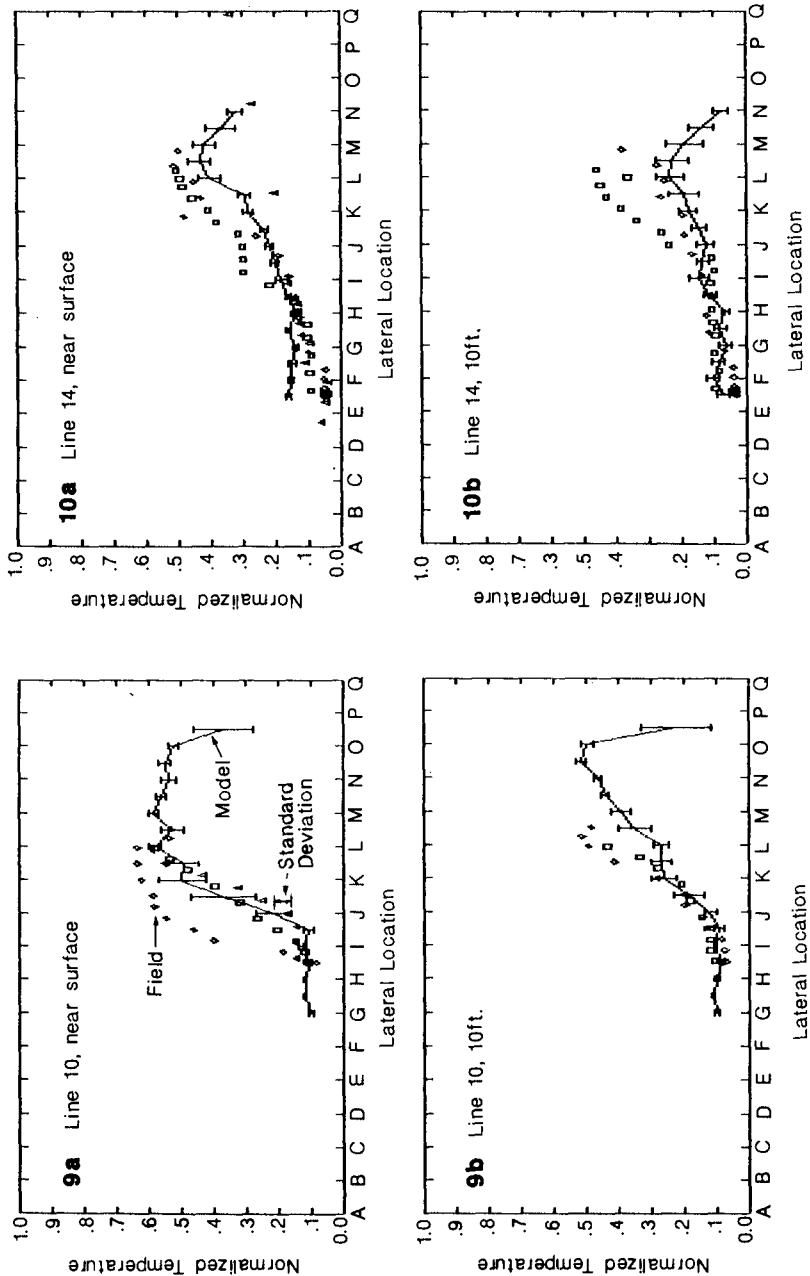 9a Line 10, near surface
Normalized Temperature
1.0
.9
.8
.7
.6
.5
.4
.3
.2
.1
0.0
Field
Model
Standard
Deviation
A B C D E F G H I J K L M N O P Q
Lateral Location
9b Line 10, 10ft.
Normalized Temperature
1.0
.9
.8
.7
.6
.5
.4
.3
.2
.1
0.0
A B C D E F G H I J K L M N O P Q
Lateral Location
10a Line 14, near surface
Normalized Temperature
1.0
.9
.8
.7
.6
.5
.4
.3
.2
.1
0.0
A B C D E F G H I J K L M N O P Q
Lateral Location
10b Line 14, 10ft.
Normalized Temperature
1.0
.9
.8
.7
.6
.5
.4
.3
.2
.1
0.0
A B C D E F G H I J K L M N O P Q
Lateral Location